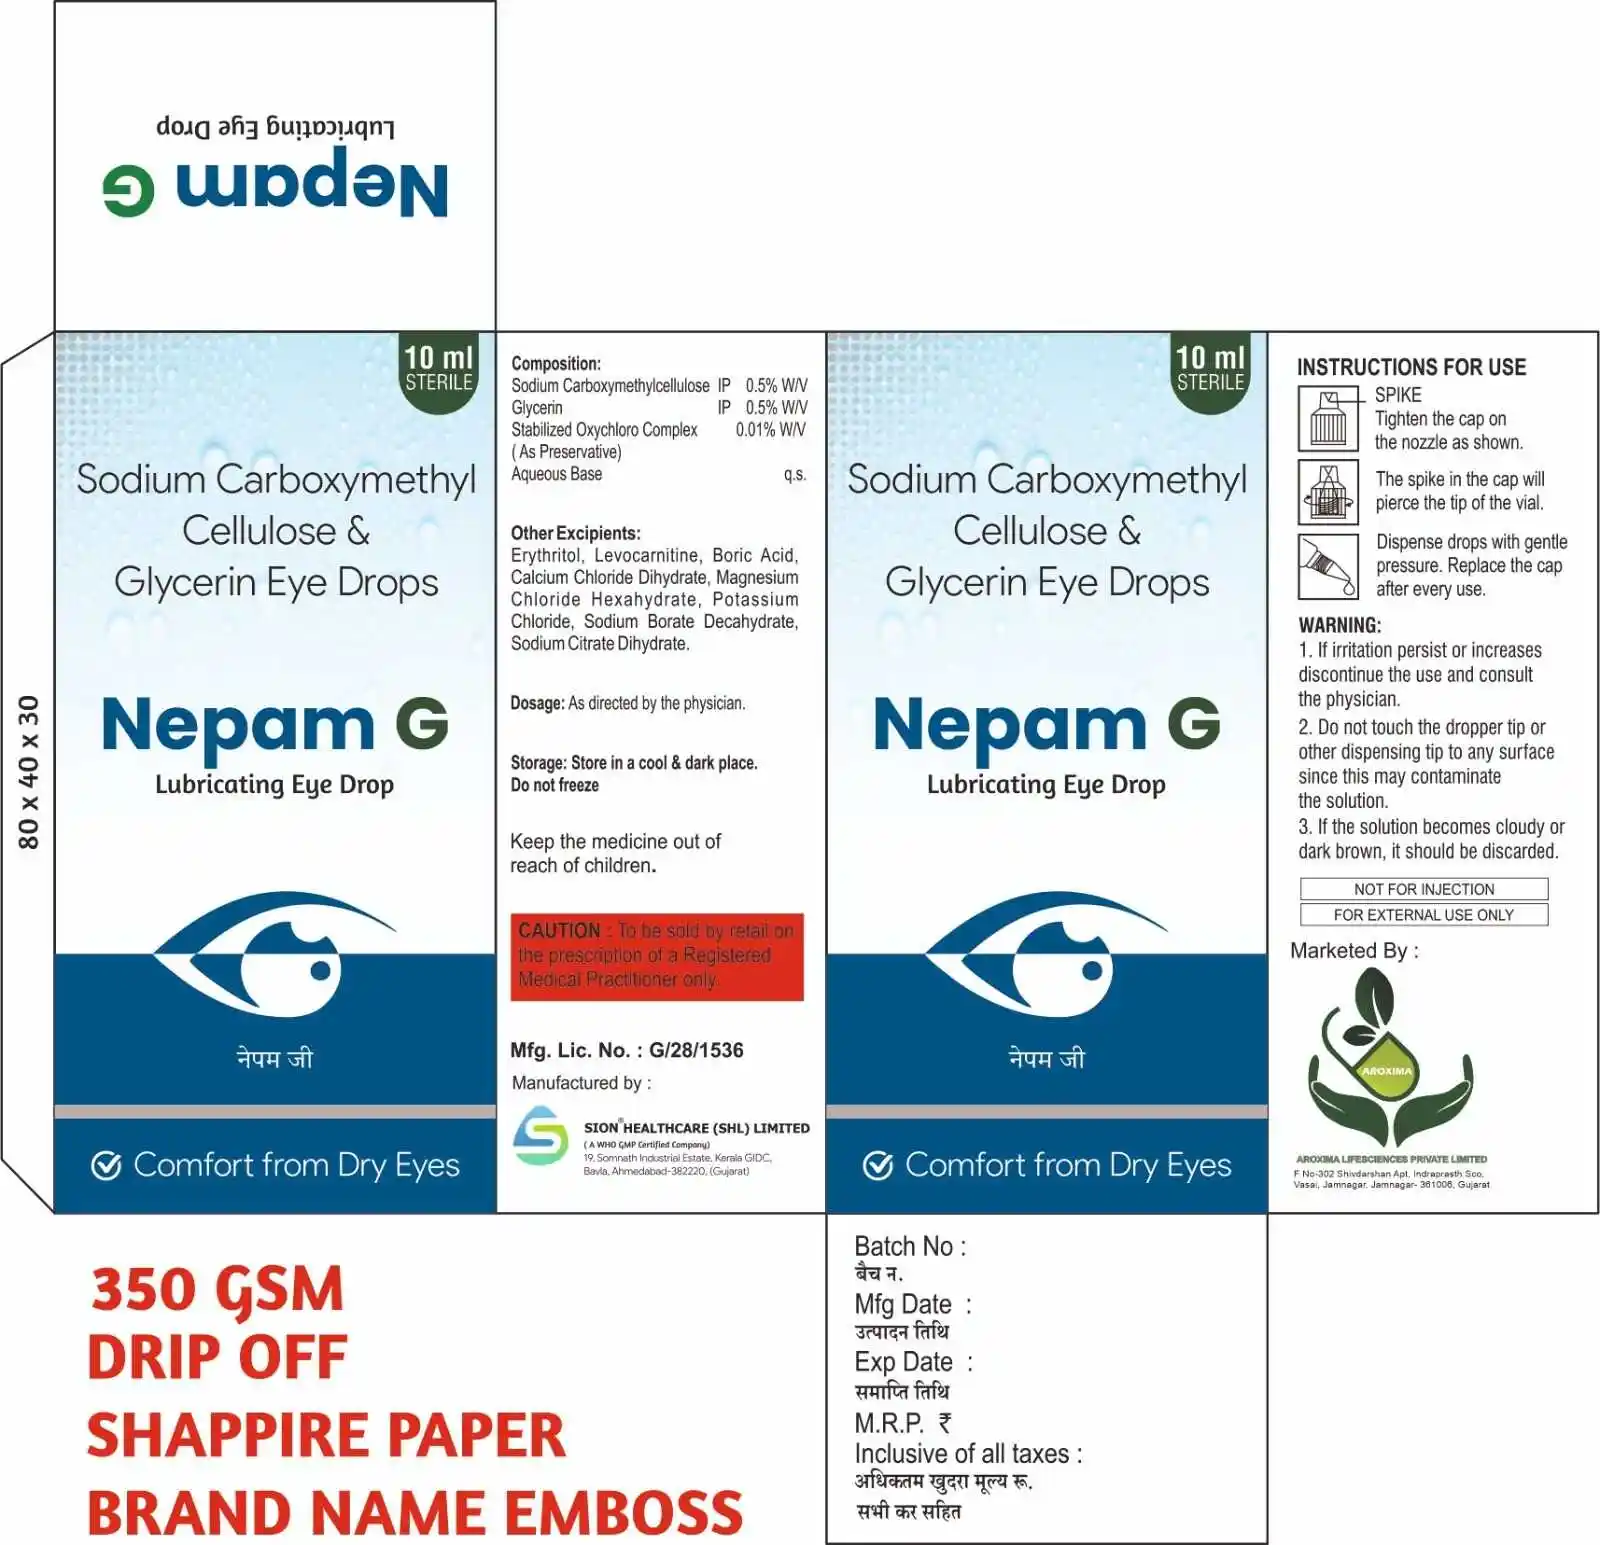 Lubricating Eye Drop
Nepam G
80 x 40 x 30
10 ml
STERILE
Sodium Carboxymethyl
Cellulose &
Glycerin Eye Drops
Nepam G
Lubricating Eye Drop
नेपम जी
Comfort from Dry Eyes
Composition:
Sodium Carboxymethylcellulose IP 0.5% W/V
Glycerin IP 0.5% W/V
Stabilized Oxychloro Complex 0.01% W/V
( As Preservative)
Aqueous Base q.s.
Other Excipients:
Erythritol, Levocarnitine, Boric Acid,
Calcium Chloride Dihydrate, Magnesium
Chloride Hexahydrate, Potassium
Chloride, Sodium Borate Decahydrate,
Sodium Citrate Dihydrate.
Dosage: As directed by the physician.
Storage: Store in a cool & dark place.
Do not freeze
Keep the medicine out of
reach of children.
CAUTION : To be sold by retail on
the prescription of a Registered
Medical Practitioner only.
Mfg. Lic. No. : G/28/1536
Manufactured by :
SION® HEALTHCARE (SHL) LIMITED
( A WHO GMP Certified Company)
19, Somnath Industrial Estate, Kerala GIDC,
Bavla, Ahmedabad-382220, (Gujarat)
10 ml
STERILE
Sodium Carboxymethyl
Cellulose &
Glycerin Eye Drops
Nepam G
Lubricating Eye Drop
नेपम जी
Comfort from Dry Eyes
INSTRUCTIONS FOR USE
SPIKE
Tighten the cap on
the nozzle as shown.
The spike in the cap will
pierce the tip of the vial.
Dispense drops with gentle
pressure. Replace the cap
after every use.
WARNING:
1. If irritation persist or increases
discontinue the use and consult
the physician.
2. Do not touch the dropper tip or
other dispensing tip to any surface
since this may contaminate
the solution.
3. If the solution becomes cloudy or
dark brown, it should be discarded.
NOT FOR INJECTION
FOR EXTERNAL USE ONLY
Marketed By :
AROXIMA
AROXIMA LIFESCIENCES PRIVATE LIMITED
F No-302 Shivdarshan Apt, Indraprasth Soc,
Vasai, Jamnagar, Jamnagar- 361006, Gujarat
350 GSM
DRIP OFF
SHAPPIRE PAPER
BRAND NAME EMBOSS
Batch No :
बैच न.
Mfg Date :
उत्पादन तिथि
Exp Date :
समाप्ति तिथि
M.R.P. ₹
Inclusive of all taxes :
अधिकतम खुदरा मूल्य रू.
सभी कर सहित